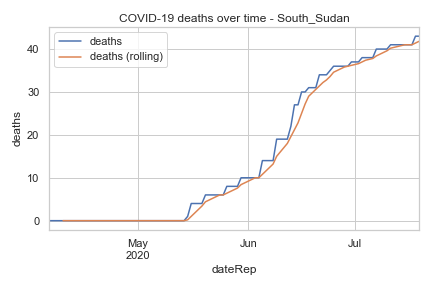 COVID-19 deaths over time - South_Sudan
deaths
deaths (rolling)
40
30
20
10
0
deaths
May
2020
Jun
Jul
dateRep